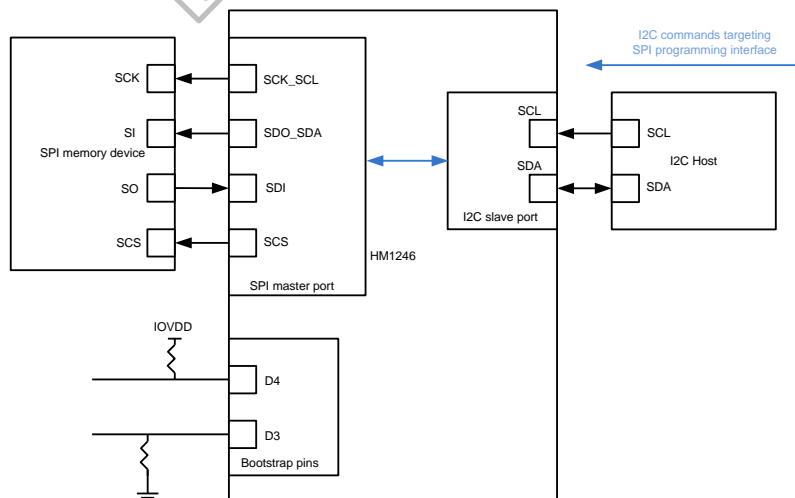 I2C commands targeting
SPI programming interface
SCK
SCK_SCL
SCL
SCL
SI
SDO_SDA
SPI memory device
I2C Host
SDA
SO
SDI
SDA
I2C slave port
SCS
SCS
HM1246
SPI master port
IOVDD
D4
D3
Bootstrap pins